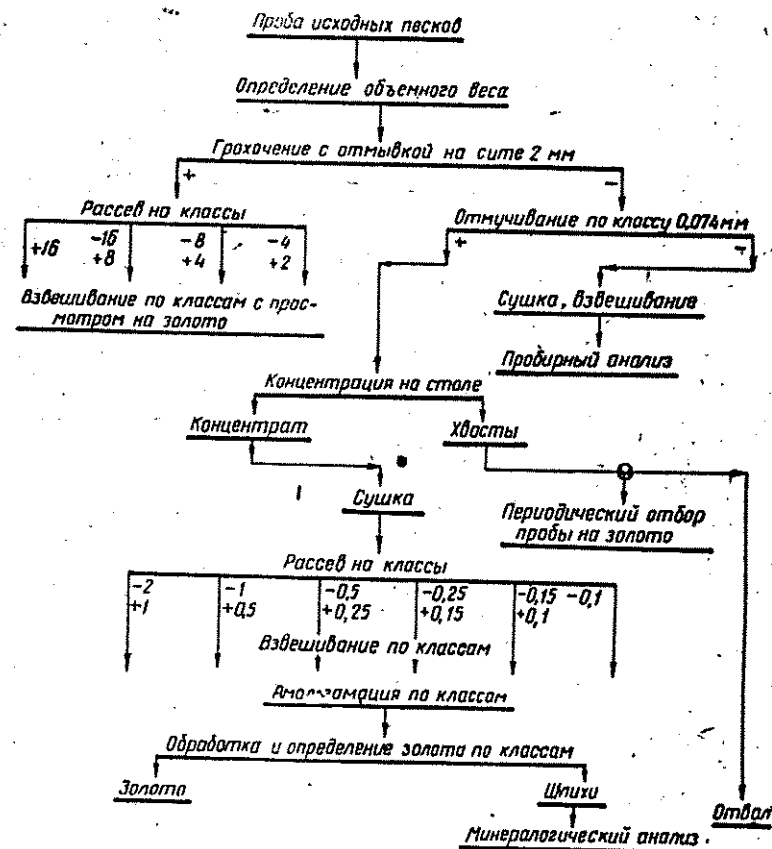 Проба исходных песков
Определение объемного веса
Грохочение с отмывкой на сите 2 мм
+
−
Рассев на классы
+16
−16
+8
−8
+4
−4
+2
Взвешивание по классам с прос-
мотром на золото
Отмучивание по классу 0,074мм
+
−
Сушка, взвешивание
Пробирный анализ
Концентрация на столе
Концентрат
Хвосты
Сушка
Периодический отбор
пробы на золото
Рассев на классы
−2
+1
−1
+0,5
−0,5
+0,25
−0,25
+0,15
−0,15
+0,1
−0,1
Взвешивание по классам
Амальгамация по классам
Обработка и определение золота по классам
Золото
Шлихи
Отвал
Минералогический анализ.